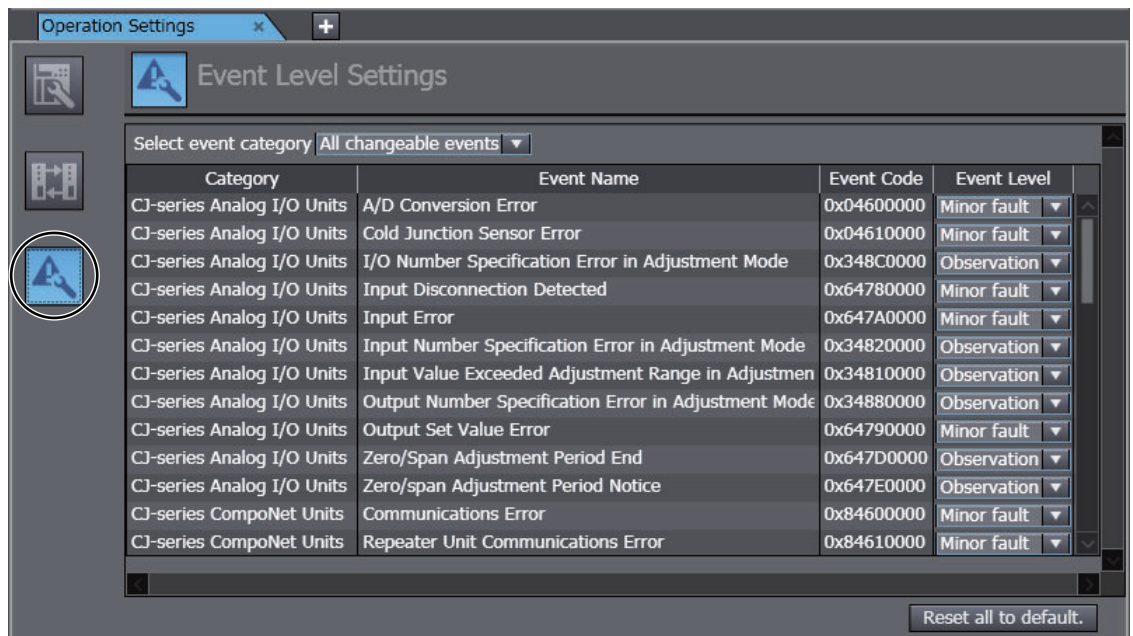 Operation Settings
Event Level Settings
Select event category All changeable events
Category Event Name Event Code Event Level
CJ-series Analog I/O Units A/D Conversion Error 0x04600000 Minor fault
CJ-series Analog I/O Units Cold Junction Sensor Error 0x04610000 Minor fault
CJ-series Analog I/O Units I/O Number Specification Error in Adjustment Mode 0x348C0000 Observation
CJ-series Analog I/O Units Input Disconnection Detected 0x64780000 Minor fault
CJ-series Analog I/O Units Input Error 0x647A0000 Minor fault
CJ-series Analog I/O Units Input Number Specification Error in Adjustment Mode 0x34820000 Observation
CJ-series Analog I/O Units Input Value Exceeded Adjustment Range in Adjustmen 0x34810000 Observation
CJ-series Analog I/O Units Output Number Specification Error in Adjustment Mode 0x34880000 Observation
CJ-series Analog I/O Units Output Set Value Error 0x64790000 Minor fault
CJ-series Analog I/O Units Zero/Span Adjustment Period End 0x647D0000 Observation
CJ-series Analog I/O Units Zero/span Adjustment Period Notice 0x647E0000 Observation
CJ-series CompoNet Units Communications Error 0x84600000 Minor fault
CJ-series CompoNet Units Repeater Unit Communications Error 0x84610000 Minor fault
Reset all to default.